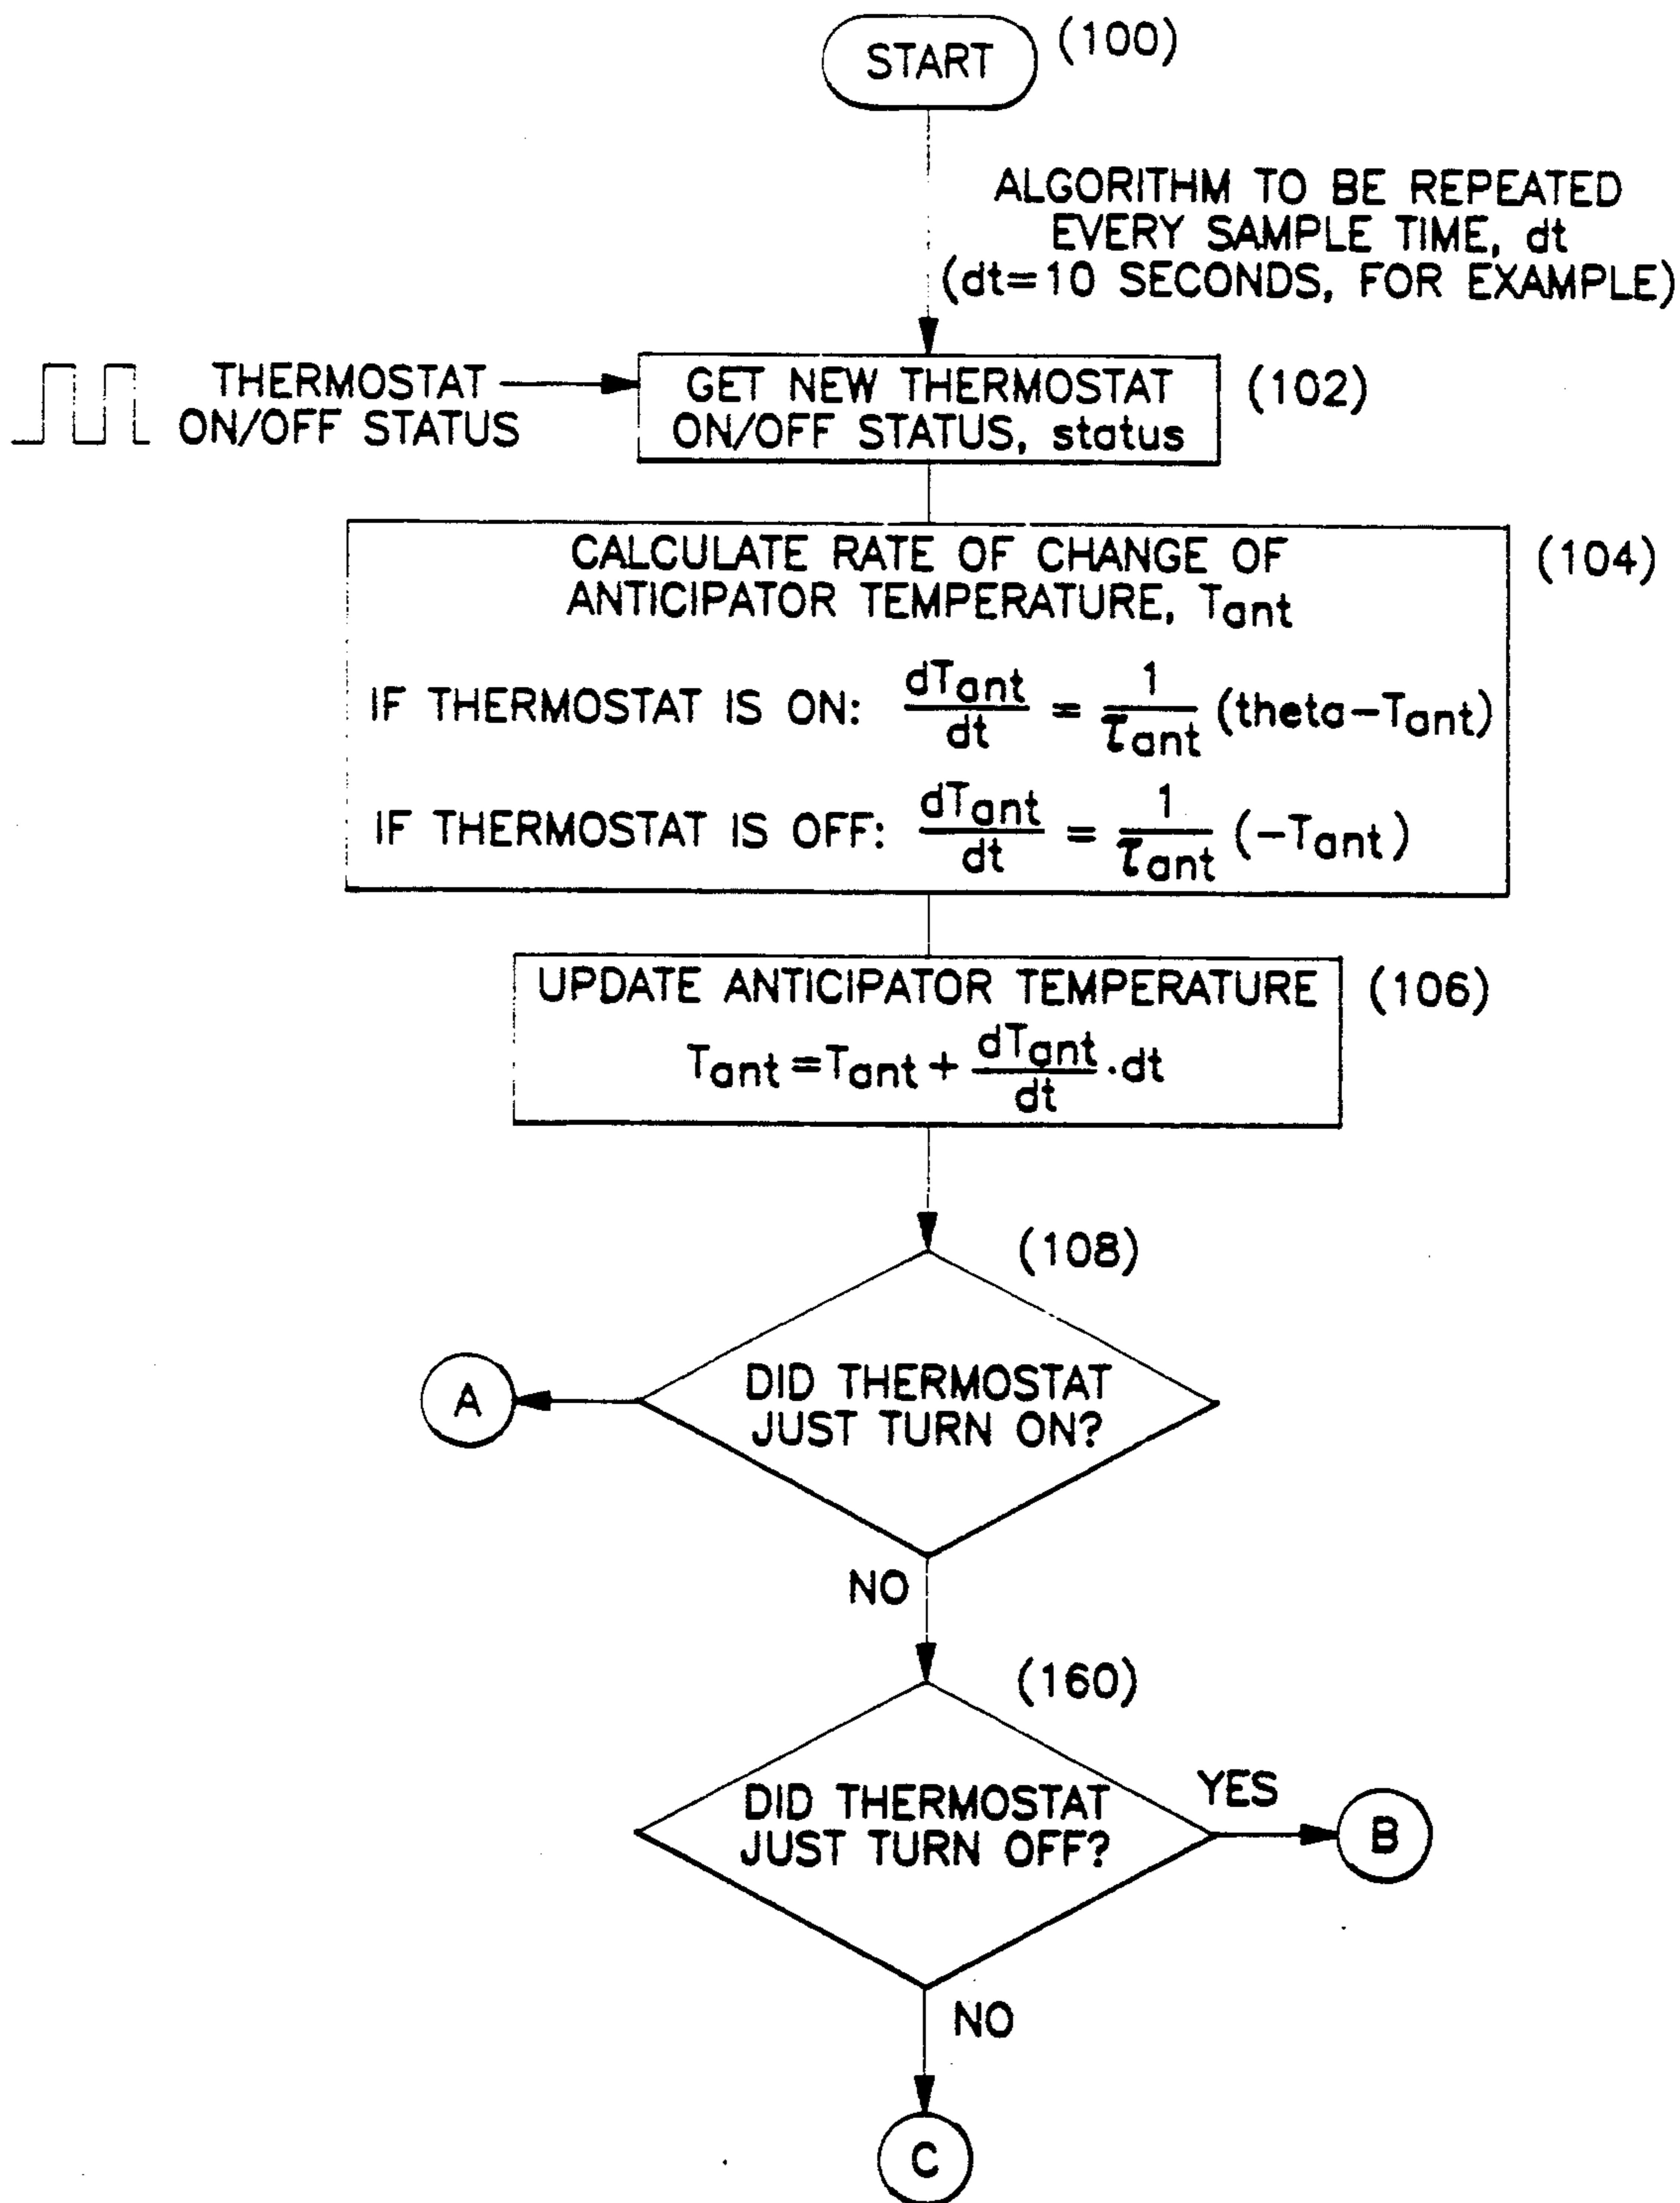 START (100)
ALGORITHM TO BE REPEATED
EVERY SAMPLE TIME, dt
(dt=10 SECONDS, FOR EXAMPLE)
THERMOSTAT
ON/OFF STATUS
GET NEW THERMOSTAT
ON/OFF STATUS, status
(102)
CALCULATE RATE OF CHANGE OF
ANTICIPATOR TEMPERATURE, Tant
(104)
IF THERMOSTAT IS ON: dTant/dt = 1/τant (theta-Tant)
IF THERMOSTAT IS OFF: dTant/dt = 1/τant (-Tant)
UPDATE ANTICIPATOR TEMPERATURE
(106)
Tant=Tant + dTant/dt·dt
(108)
DID THERMOSTAT
JUST TURN ON?
A
NO
(160)
DID THERMOSTAT
JUST TURN OFF?
YES
B
NO
C